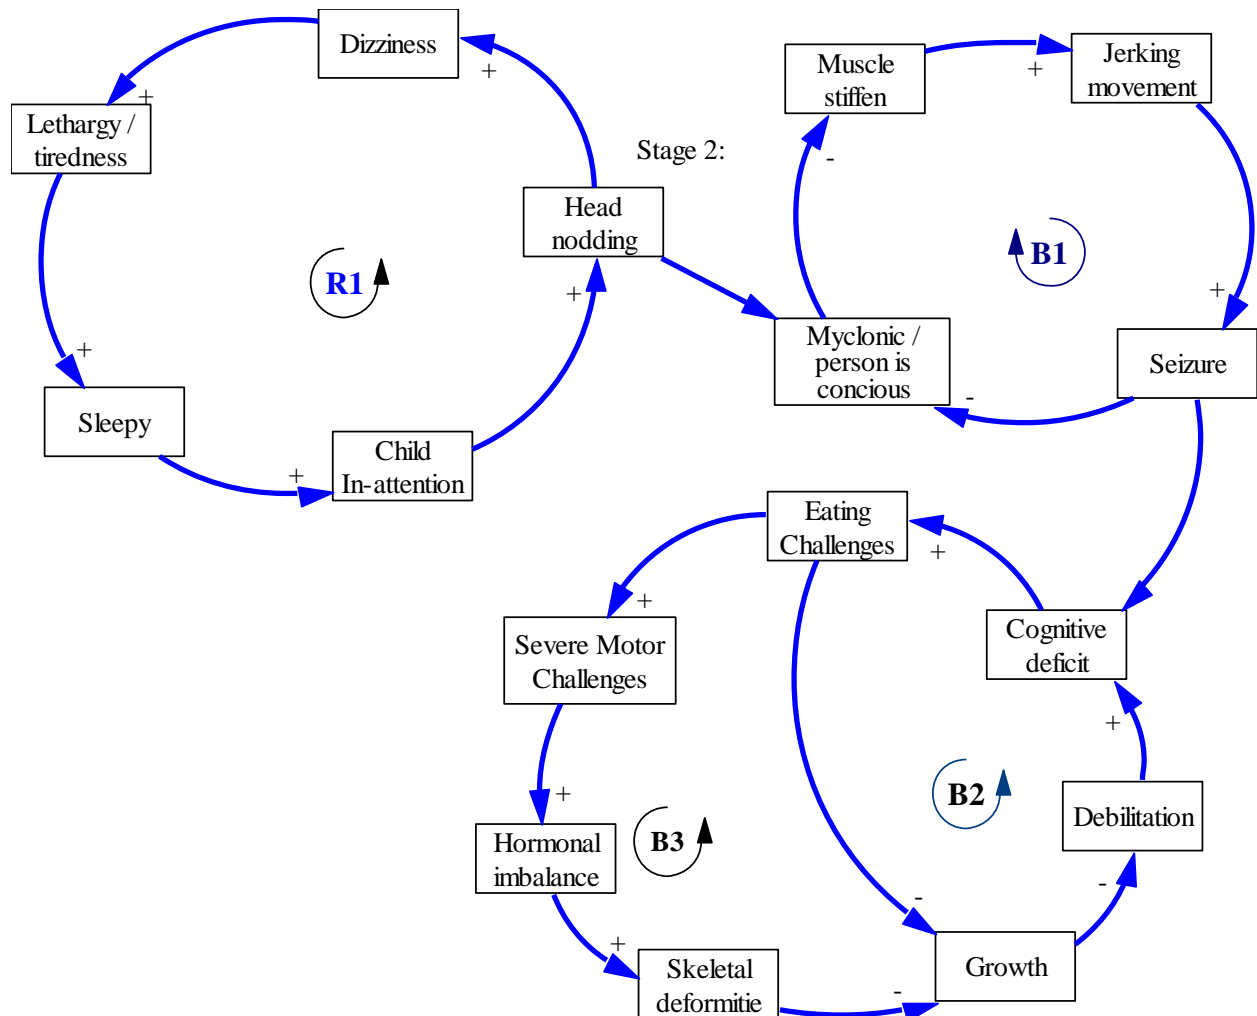 Dizziness
+
+
Lethargy /
tiredness
Muscle
stiffen
+
Jerking
movement
Stage 2:
-
Head
nodding
R1
+
B1
+
Myclonic /
person is
concious
Seizure
-
+
Sleepy
+
Child
In-attention
Eating
Challenges
+
+
Severe Motor
Challenges
Cognitive
deficit
+
+
B2
Debilitation
Hormonal
imbalance
B3
-
-
+
Growth
Skeletal
deformitie
-